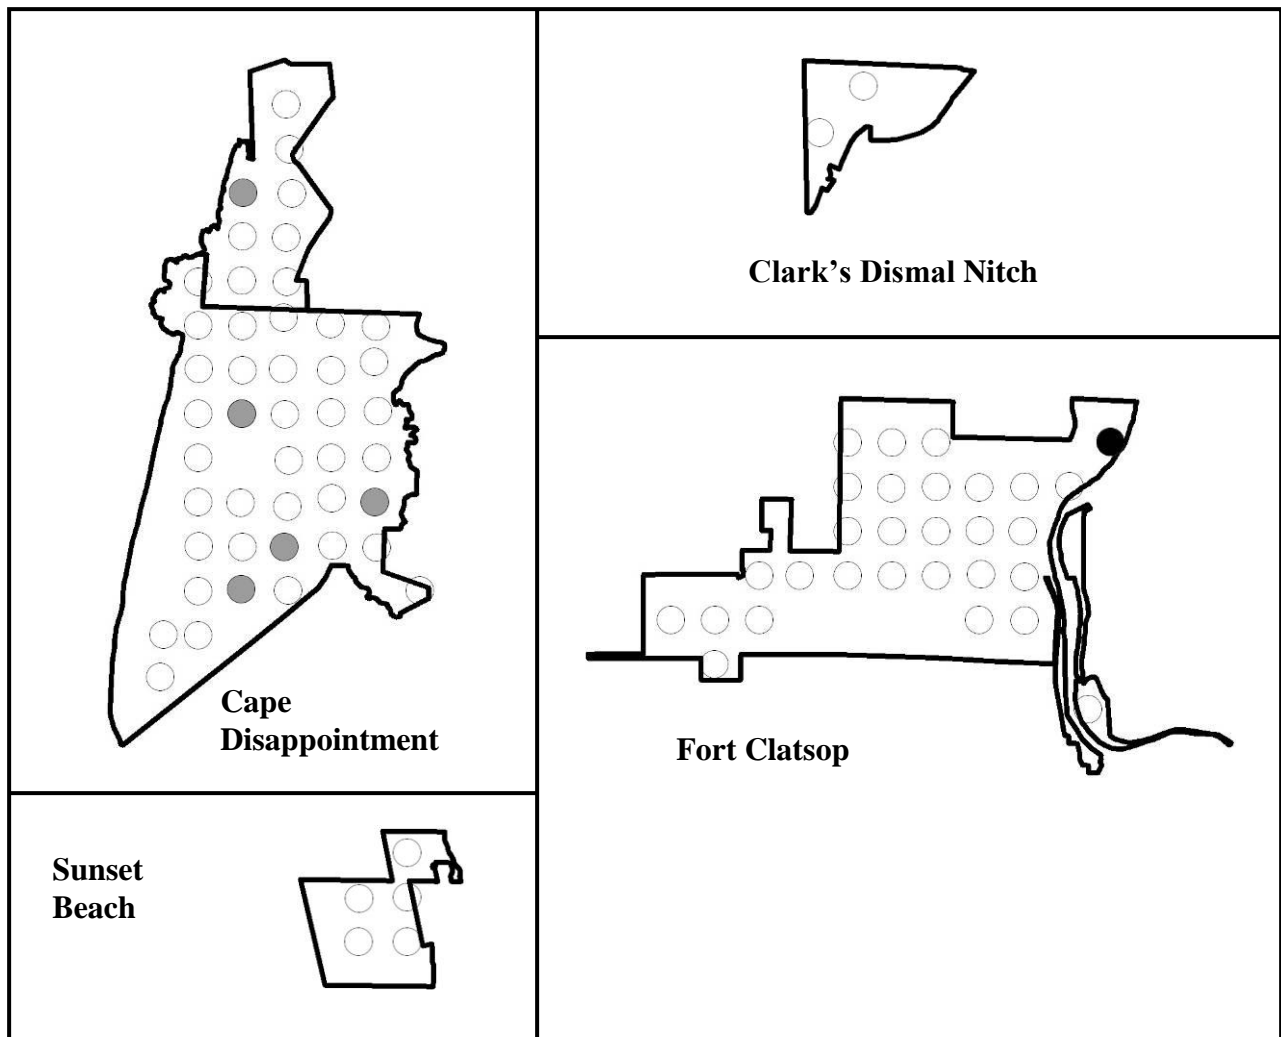 Clark’s Dismal Nitch
Cape
Disappointment
Fort Clatsop
Sunset
Beach